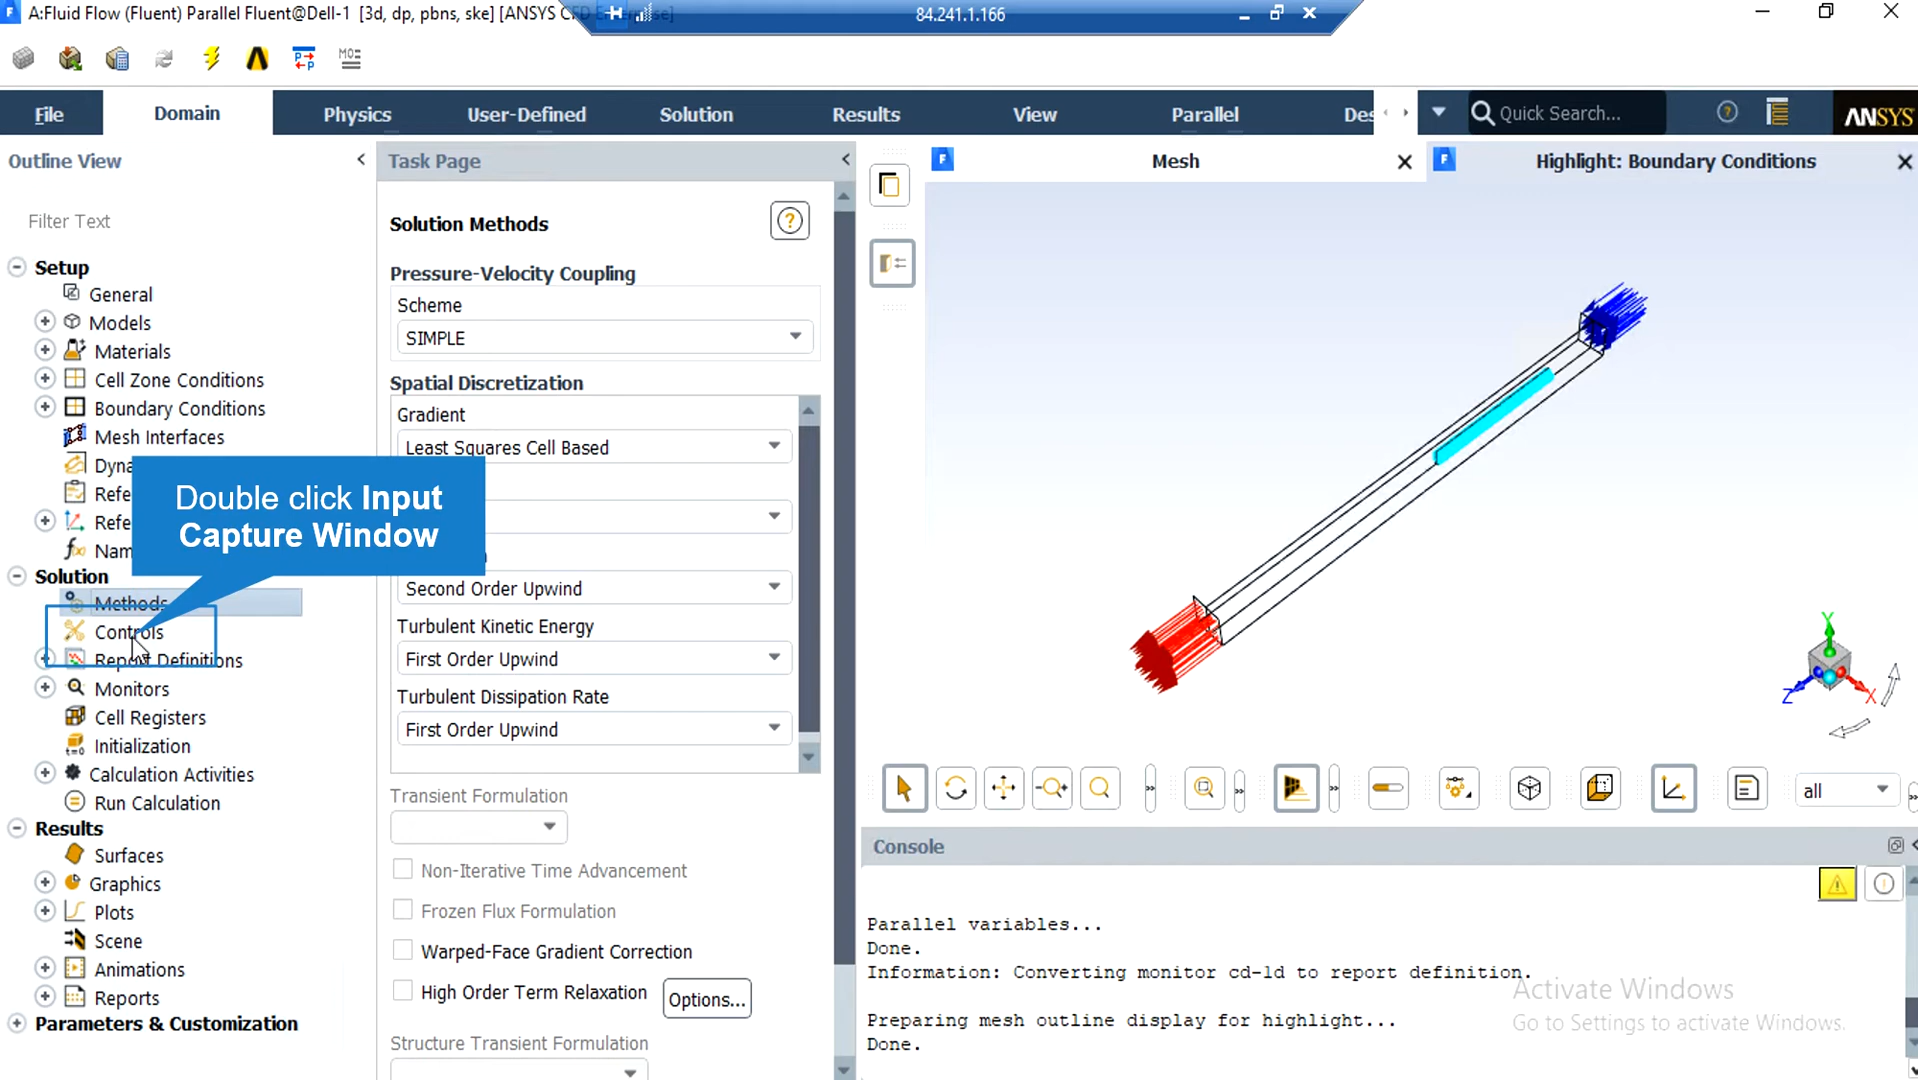 A:Fluid Flow (Fluent) Parallel Fluent@Dell-1 [3d, dp, pbns, ske] [ANSYS CFD Enterprise]
84.241.1.166
File
Domain
Physics
User-Defined
Solution
Results
View
Parallel
Des
Quick Search...
ANSYS
Outline View
Filter Text
Setup
General
Models
Materials
Cell Zone Conditions
Boundary Conditions
Mesh Interfaces
Dyna
Refe
Refe
Nam
Double click Input
Capture Window
Solution
Methods
Controls
Report Definitions
Monitors
Cell Registers
Initialization
Calculation Activities
Run Calculation
Results
Surfaces
Graphics
Plots
Scene
Animations
Reports
Parameters & Customization
Task Page
Solution Methods
Pressure-Velocity Coupling
Scheme
SIMPLE
Spatial Discretization
Gradient
Least Squares Cell Based
Second Order Upwind
Turbulent Kinetic Energy
First Order Upwind
Turbulent Dissipation Rate
First Order Upwind
Transient Formulation
Non-Iterative Time Advancement
Frozen Flux Formulation
Warped-Face Gradient Correction
High Order Term Relaxation
Options...
Structure Transient Formulation
Mesh
Highlight: Boundary Conditions
Y
Z
X
all
Console
Parallel variables...
Done.
Information: Converting monitor cd-1d to report definition.
Preparing mesh outline display for highlight...
Done.
Activate Windows
Go to Settings to activate Windows.